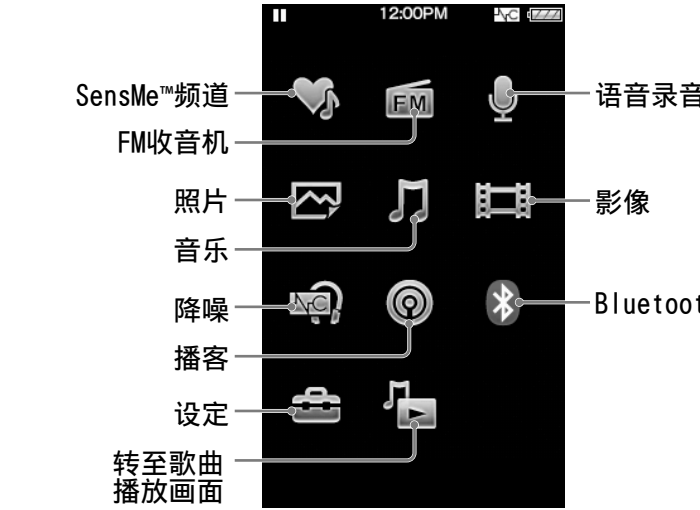 12:00PM NC
SensMe™频道
FM
语音录音
FM收音机
照片
影像
音乐
降噪
NC
Bluetoot
播客
设定
转至歌曲
播放画面